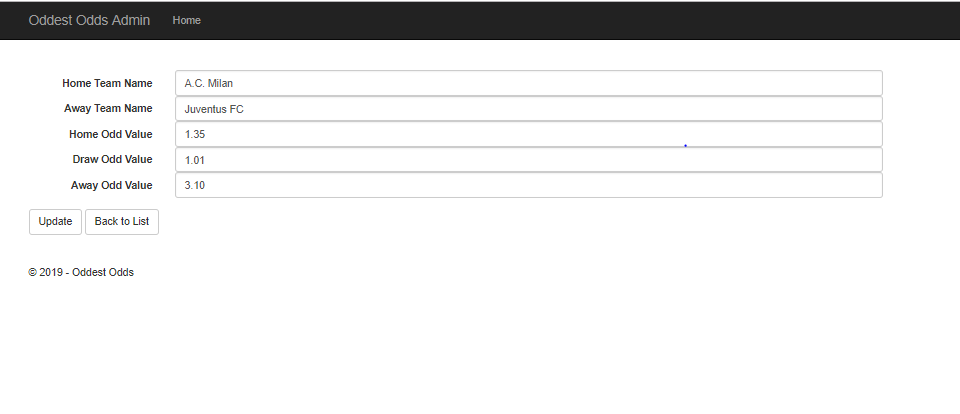 Oddest Odds Admin Home
Home Team Name A.C. Milan
Away Team Name Juventus FC
Home Odd Value 1.35
Draw Odd Value 1.01
Away Odd Value 3.10
Update Back to List
© 2019 - Oddest Odds